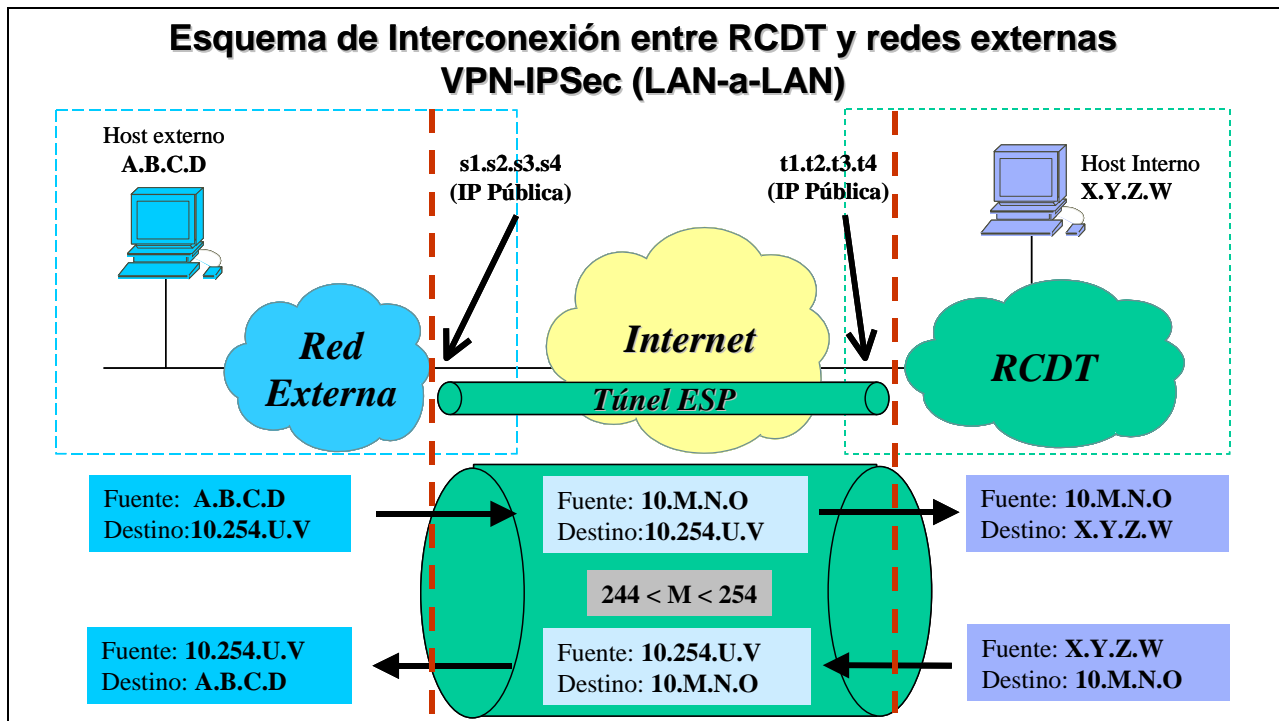 Esquema de Interconexión entre RCDT y redes externas
VPN-IPSec (LAN-a-LAN)
Host externo
A.B.C.D
s1.s2.s3.s4
(IP Pública)
t1.t2.t3.t4
(IP Pública)
Host Interno
X.Y.Z.W
Red
Externa
Internet
RCDT
Túnel ESP
Fuente: A.B.C.D
Destino:10.254.U.V
Fuente: 10.M.N.O
Destino:10.254.U.V
Fuente: 10.M.N.O
Destino: X.Y.Z.W
244 < M < 254
Fuente: 10.254.U.V
Destino: A.B.C.D
Fuente: 10.254.U.V
Destino: 10.M.N.O
Fuente: X.Y.Z.W
Destino: 10.M.N.O